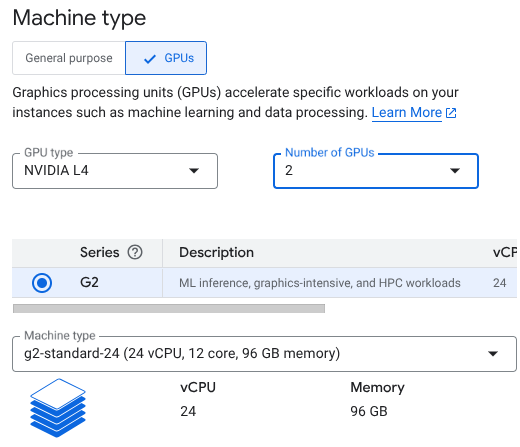 Machine type
General purpose
GPUs
Graphics processing units (GPUs) accelerate specific workloads on your
instances such as machine learning and data processing. Learn More
GPU type
NVIDIA L4
Number of GPUs
2
Series Description vCP
G2 ML inference, graphics-intensive, and HPC workloads 24
Machine type
g2-standard-24 (24 vCPU, 12 core, 96 GB memory)
vCPU Memory
24 96 GB